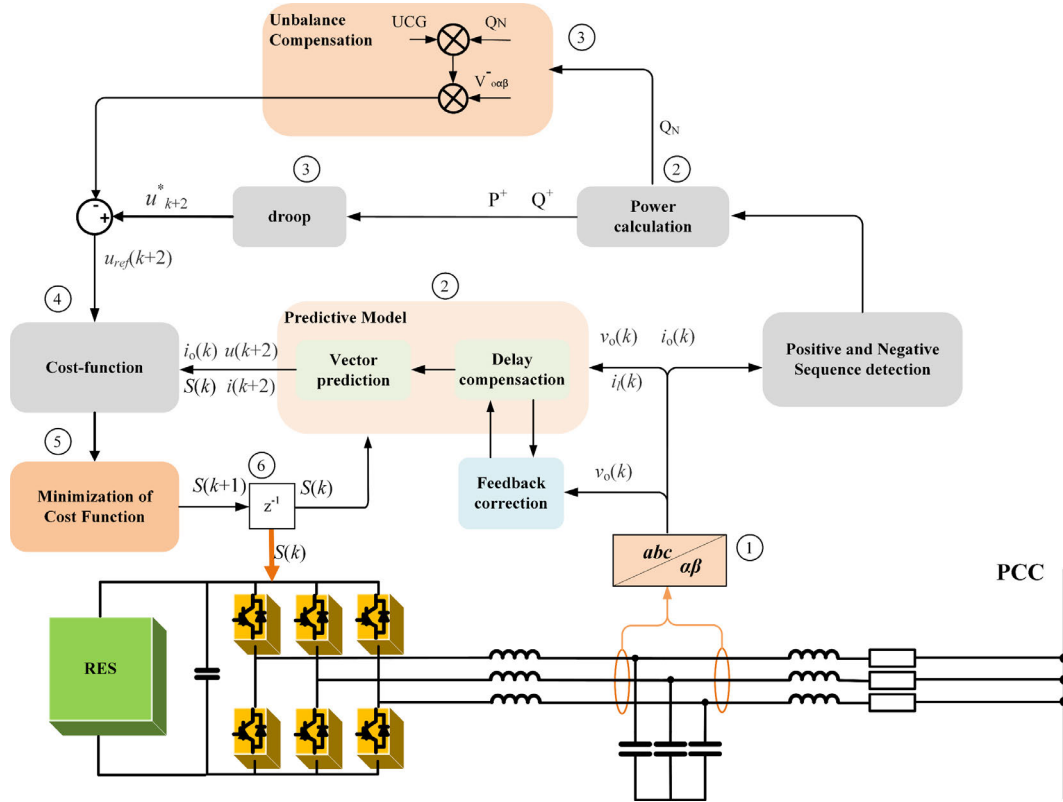 Unbalance
Compensation
UCG
QN
V⁻oαβ
3
QN
3
2
u*k+2
droop
P⁺ Q⁺
Power
calculation
-
+
uref(k+2)
4
2
Predictive Model
Cost-function
io(k) u(k+2)
S(k) i(k+2)
Vector
prediction
Delay
compensaction
vo(k) io(k)
il(k)
Positive and Negative
Sequence detection
5
6
Minimization of
Cost Function
S(k+1)
z⁻¹
S(k)
Feedback
correction
vo(k)
S(k)
abc
αβ
1
PCC
RES